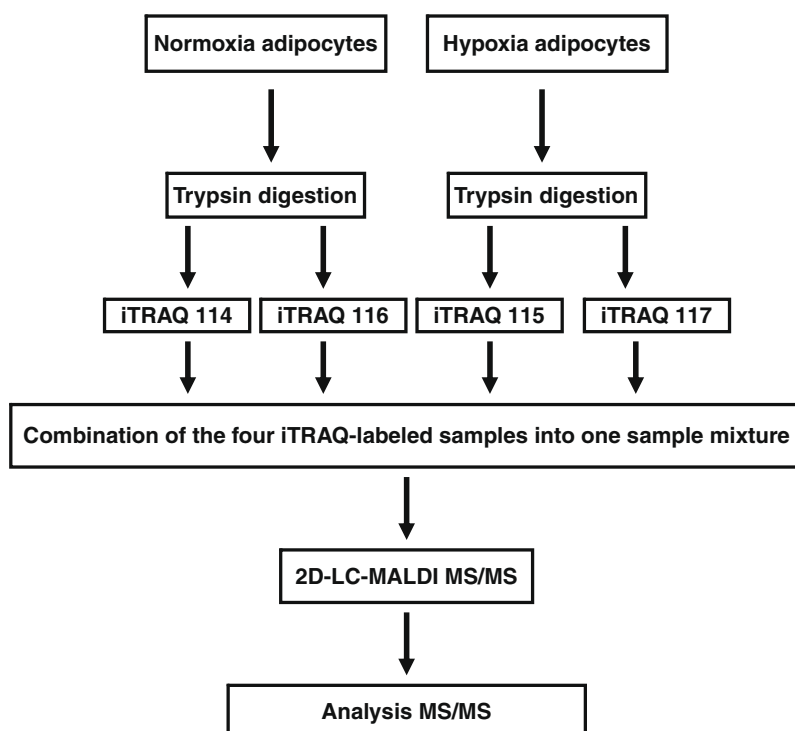 Normoxia adipocytes
Hypoxia adipocytes
Trypsin digestion
Trypsin digestion
iTRAQ 114
iTRAQ 116
iTRAQ 115
iTRAQ 117
Combination of the four iTRAQ-labeled samples into one sample mixture
2D-LC-MALDI MS/MS
Analysis MS/MS